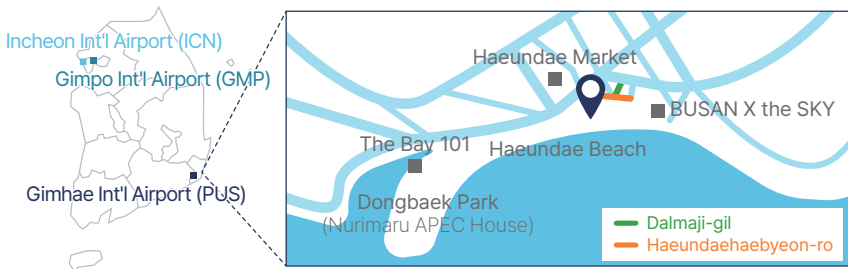 Incheon Int'l Airport (ICN)
Gimpo Int'l Airport (GMP)
Gimhae Int'l Airport (PUS)
Haeundae Market
BUSAN X the SKY
The Bay 101
Haeundae Beach
Dongbaek Park
(Nurimaru APEC House)
Dalmaji-gil
Haeundaehaebyeon-ro